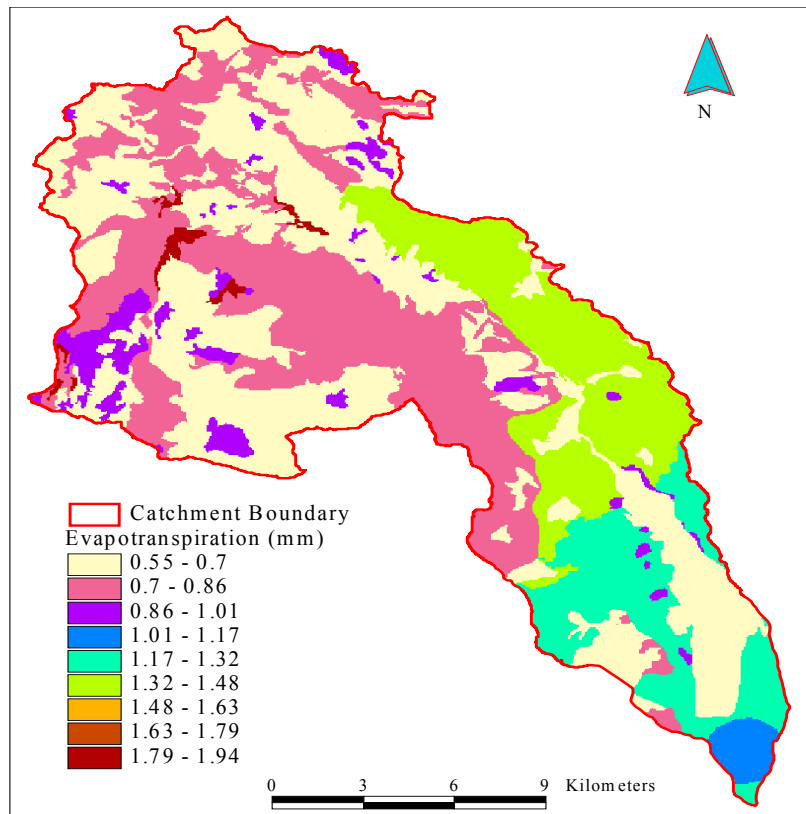 N
Catchment Boundary
Evapotranspiration (mm)
0.55 - 0.7
0.7 - 0.86
0.86 - 1.01
1.01 - 1.17
1.17 - 1.32
1.32 - 1.48
1.48 - 1.63
1.63 - 1.79
1.79 - 1.94
0 3 6 9 Kilometers